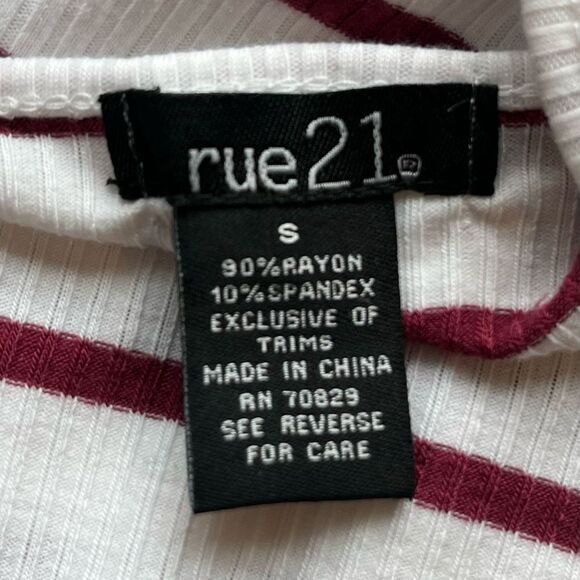 rue21
S
90%RAYON
10%SPANDEX
EXCLUSIVE OF
TRIMS
MADE IN CHINA
RN 70829
SEE REVERSE
FOR CARE